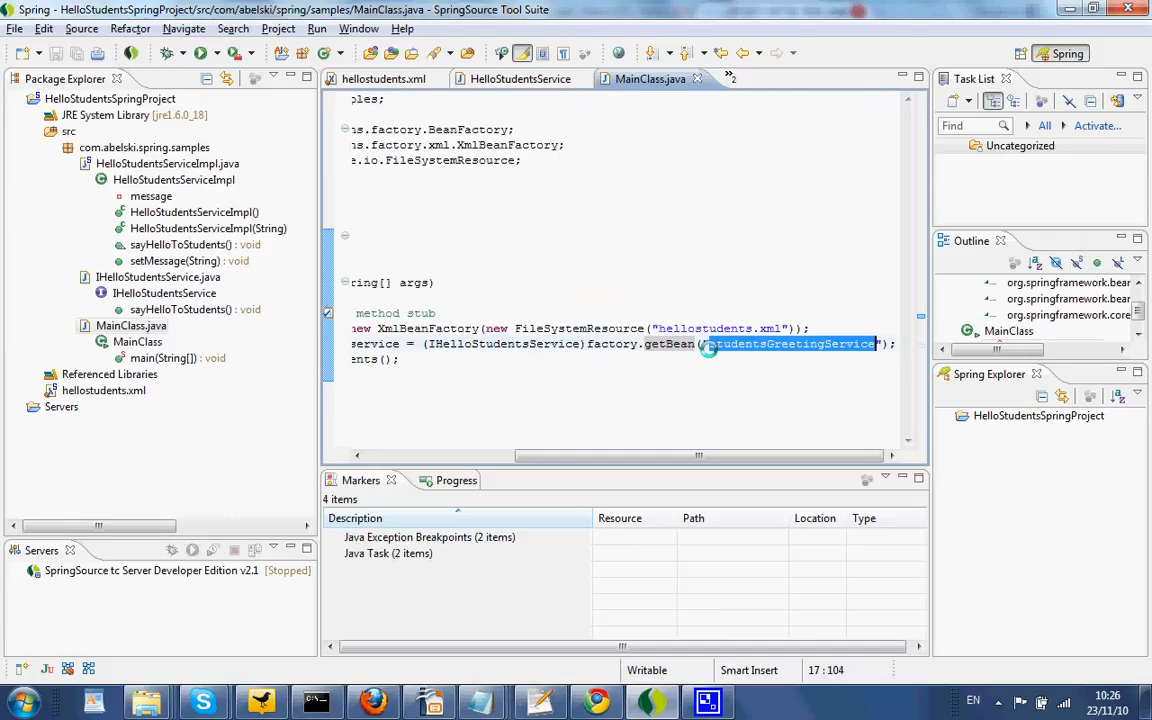 Spring - HelloStudentsSpringProject/src/com/abelski/spring/samples/MainClass.java - SpringSource Tool Suite
File Edit Source Refactor Navigate Search Project Run Window Help
Spring
Package Explorer
HelloStudentsSpringProject
JRE System Library [jre1.6.0_18]
src
com.abelski.spring.samples
HelloStudentsServiceImpl.java
HelloStudentsServiceImpl
message
HelloStudentsServiceImpl()
HelloStudentsServiceImpl(String)
sayHelloToStudents() : void
setMessage(String) : void
IHelloStudentsService.java
IHelloStudentsService
sayHelloToStudents() : void
MainClass.java
MainClass
main(String[]) : void
Referenced Libraries
hellostudents.xml
Servers
Servers
SpringSource tc Server Developer Edition v2.1 [Stopped]
hellostudents.xml HelloStudentsService MainClass.java 2
ples;
ns.factory.BeanFactory;
ns.factory.xml.XmlBeanFactory;
e.io.FileSystemResource;
ring[] args)
method stub
new XmlBeanFactory(new FileSystemResource("hellostudents.xml"));
service = (IHelloStudentsService)factory.getBean("studentsGreetingService");
ents();
Markers Progress
4 items
Description Resource Path Location Type
Java Exception Breakpoints (2 items)
Java Task (2 items)
Task List
Find All Activate...
Uncategorized
Outline
org.springframework.bear
org.springframework.bear
org.springframework.core
MainClass
Spring Explorer
HelloStudentsSpringProject
Writable Smart Insert 17 : 104
EN 10:26
23/11/10